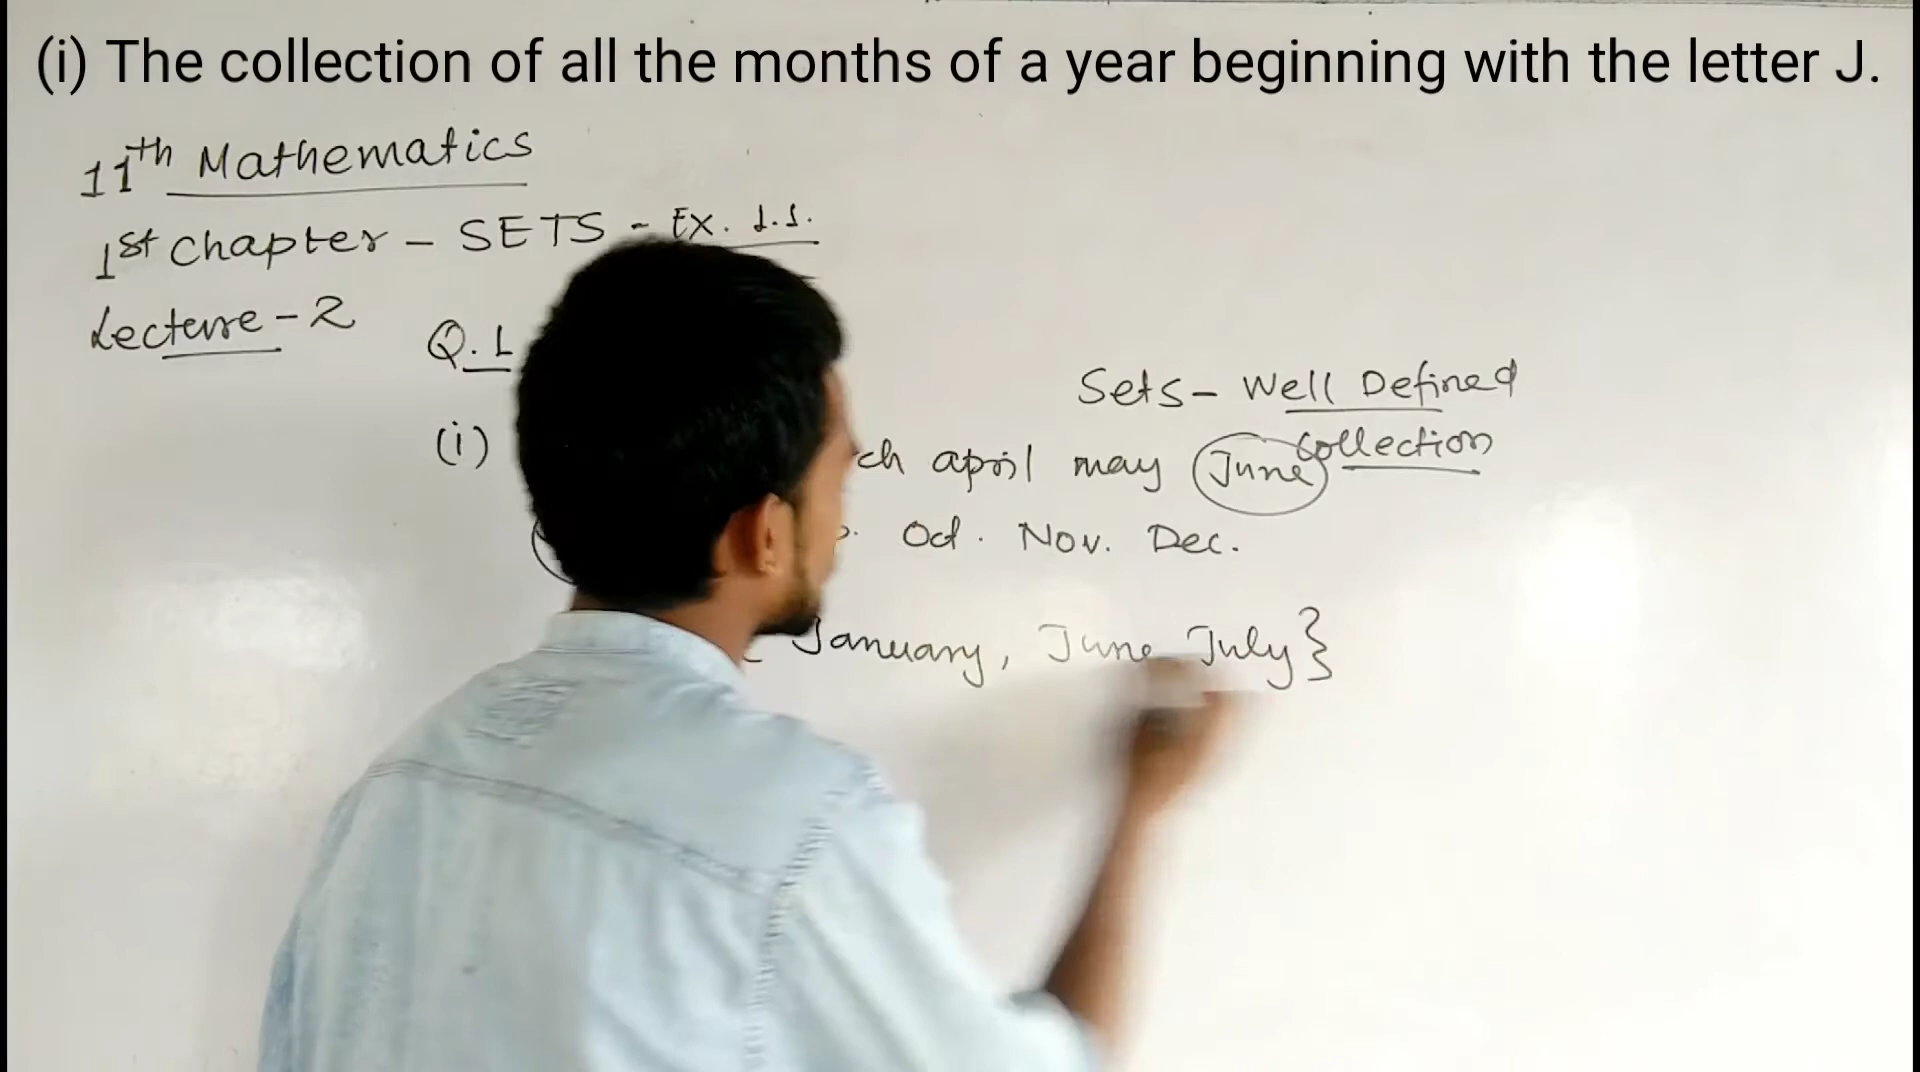 (i) The collection of all the months of a year beginning with the letter J.
11th Mathematics
1st Chapter - SETS - Ex. 1.1.
Lecture - 2
Q. 1
Sets - Well Defined
collection
(i) ch april may June
Oct. Nov. Dec.
January, June July }